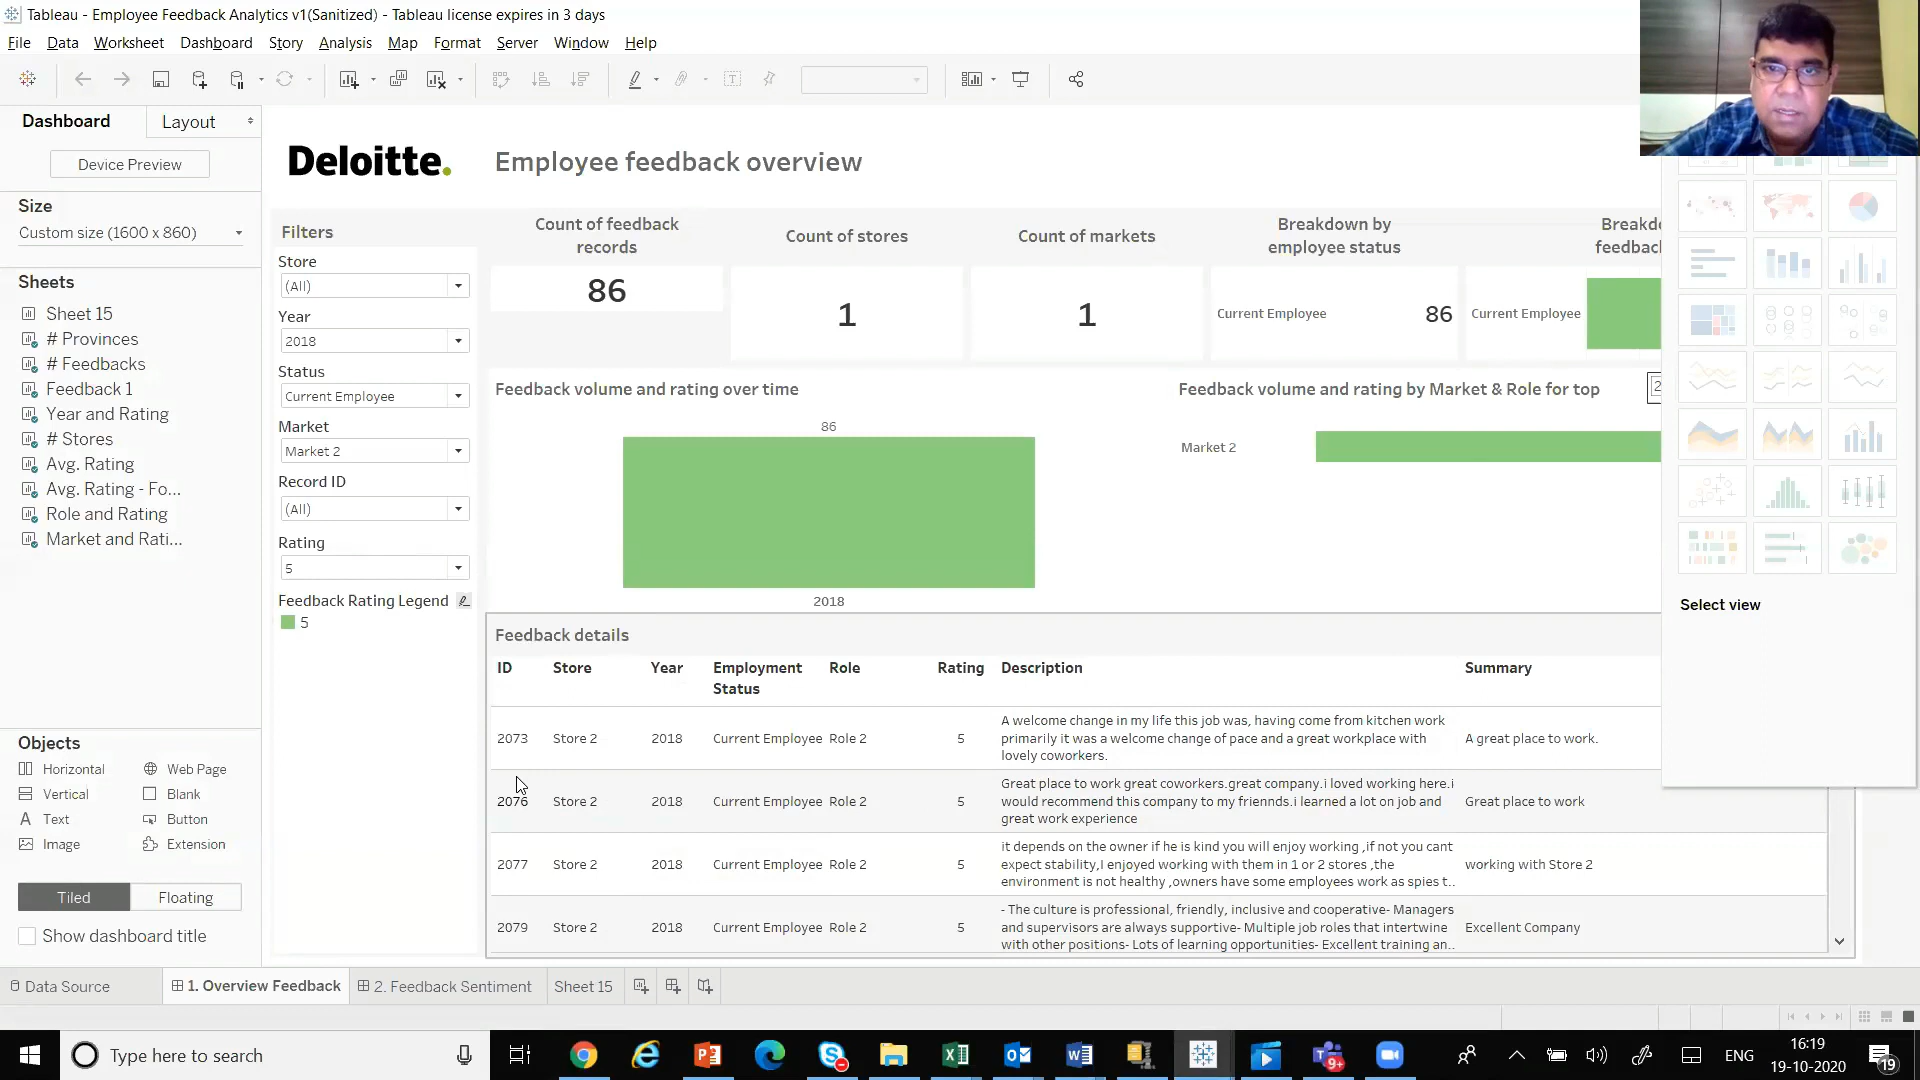 Tableau - Employee Feedback Analytics v1(Sanitized) - Tableau license expires in 3 days
File Data Worksheet Dashboard Story Analysis Map Format Server Window Help
Dashboard Layout
Device Preview
Size
Custom size (1600 x 860)
Sheets
Sheet 15
# Provinces
# Feedbacks
Feedback 1
Year and Rating
# Stores
Avg. Rating
Avg. Rating - Fo...
Role and Rating
Market and Rati...
Objects
Horizontal Web Page
Vertical Blank
Text Button
Image Extension
Tiled Floating
Show dashboard title
Deloitte.
Employee feedback overview
Filters
Store
(All)
Year
2018
Status
Current Employee
Market
Market 2
Record ID
(All)
Rating
5
Feedback Rating Legend
5
Count of feedback
records
86
Count of stores
1
Count of markets
1
Breakdown by
employee status
Current Employee 86
Breakd
feedbac
Current Employee
Feedback volume and rating over time
86
2018
Feedback volume and rating by Market & Role for top
2
Market 2
Select view
Feedback details
ID Store Year Employment Status Role Rating Description Summary
2073 Store 2 2018 Current Employee Role 2 5
A welcome change in my life this job was, having come from kitchen work
primarily it was a welcome change of pace and a great workplace with
lovely coworkers.
A great place to work.
2076 Store 2 2018 Current Employee Role 2 5
Great place to work great coworkers.great company.i loved working here.i
would recommend this company to my friennds.i learned a lot on job and
great work experience
Great place to work
2077 Store 2 2018 Current Employee Role 2 5
it depends on the owner if he is kind you will enjoy working ,if not you cant
expect stability,I enjoyed working with them in 1 or 2 stores ,the
environment is not healthy ,owners have some employees work as spies t..
working with Store 2
2079 Store 2 2018 Current Employee Role 2 5
- The culture is professional, friendly, inclusive and cooperative- Managers
and supervisors are always supportive- Multiple job roles that intertwine
with other positions- Lots of learning opportunities- Excellent training an..
Excellent Company
Data Source 1. Overview Feedback 2. Feedback Sentiment Sheet 15
Type here to search
9+
ENG
16:19
19-10-2020
19